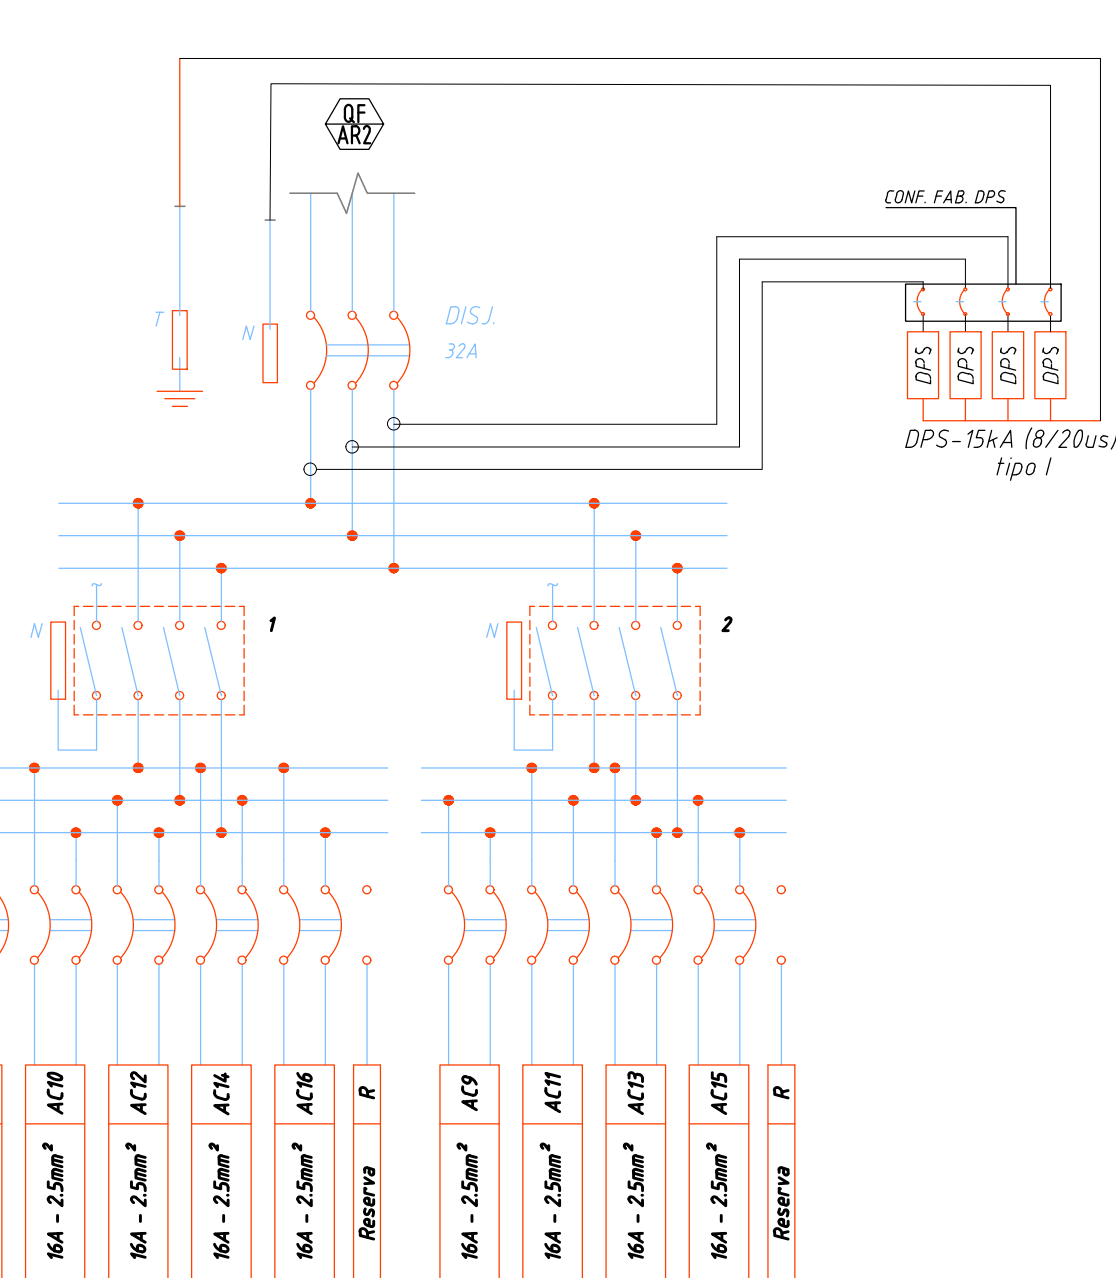 QF
AR2
CONF. FAB. DPS
T
N
DISJ.
32A
DPS
DPS
DPS
DPS
DPS-15kA (8/20us)
tipo I
~
N
1
~
N
2
AC10
AC12
AC14
AC16
R
AC9
AC11
AC13
AC15
R
16A - 2.5mm²
16A - 2.5mm²
16A - 2.5mm²
16A - 2.5mm²
Reserva
16A - 2.5mm²
16A - 2.5mm²
16A - 2.5mm²
16A - 2.5mm²
Reserva